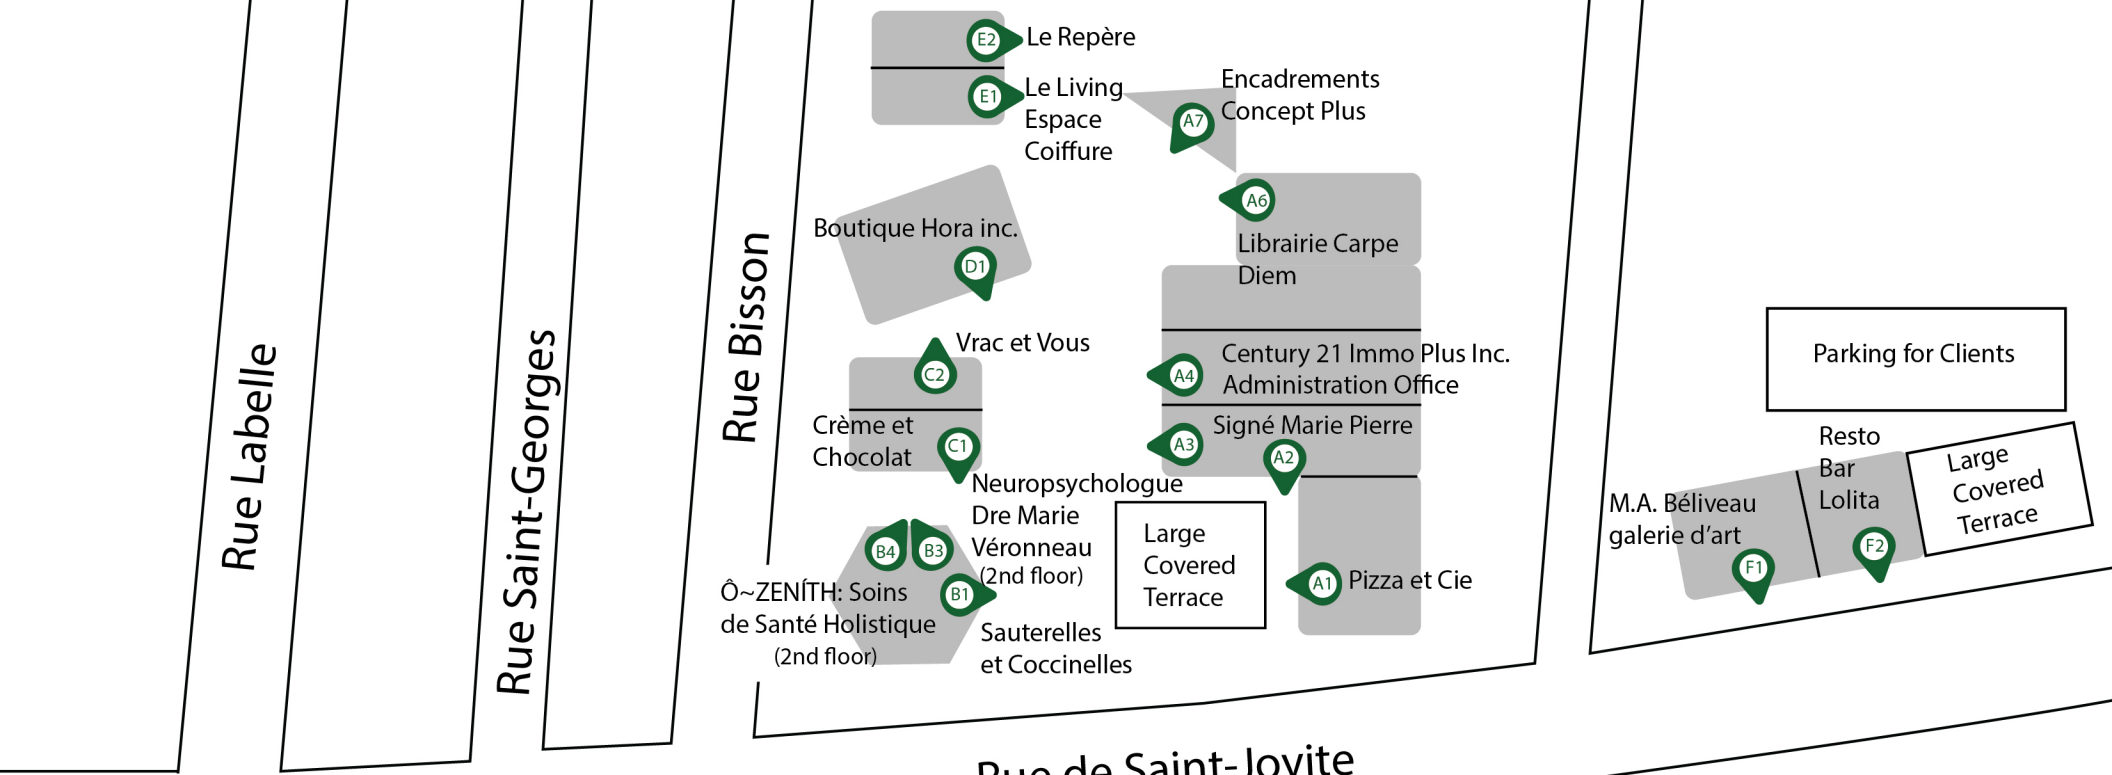 E2
Le Repère
E1
Le Living
Espace
Coiffure
Encadrements
Concept Plus
A7
A6
Librairie Carpe
Diem
Boutique Hora inc.
D1
Vrac et Vous
C2
Crème et
Chocolat
C1
Century 21 Immo Plus Inc.
Administration Office
A4
Signé Marie Pierre
A3
A2
Neuropsychologue
Dre Marie
Véronneau
(2nd floor)
B4
B3
B1
Ô~ZENÍTH: Soins
de Santé Holistique
(2nd floor)
Sauterelles
et Coccinelles
Large
Covered
Terrace
A1
Pizza et Cie
Parking for Clients
Resto
Bar
Lolita
F2
M.A. Béliveau
galerie d’art
F1
Large
Covered
Terrace
Rue Labelle
Rue Saint-Georges
Rue Bisson
Rue de Saint-Jovite